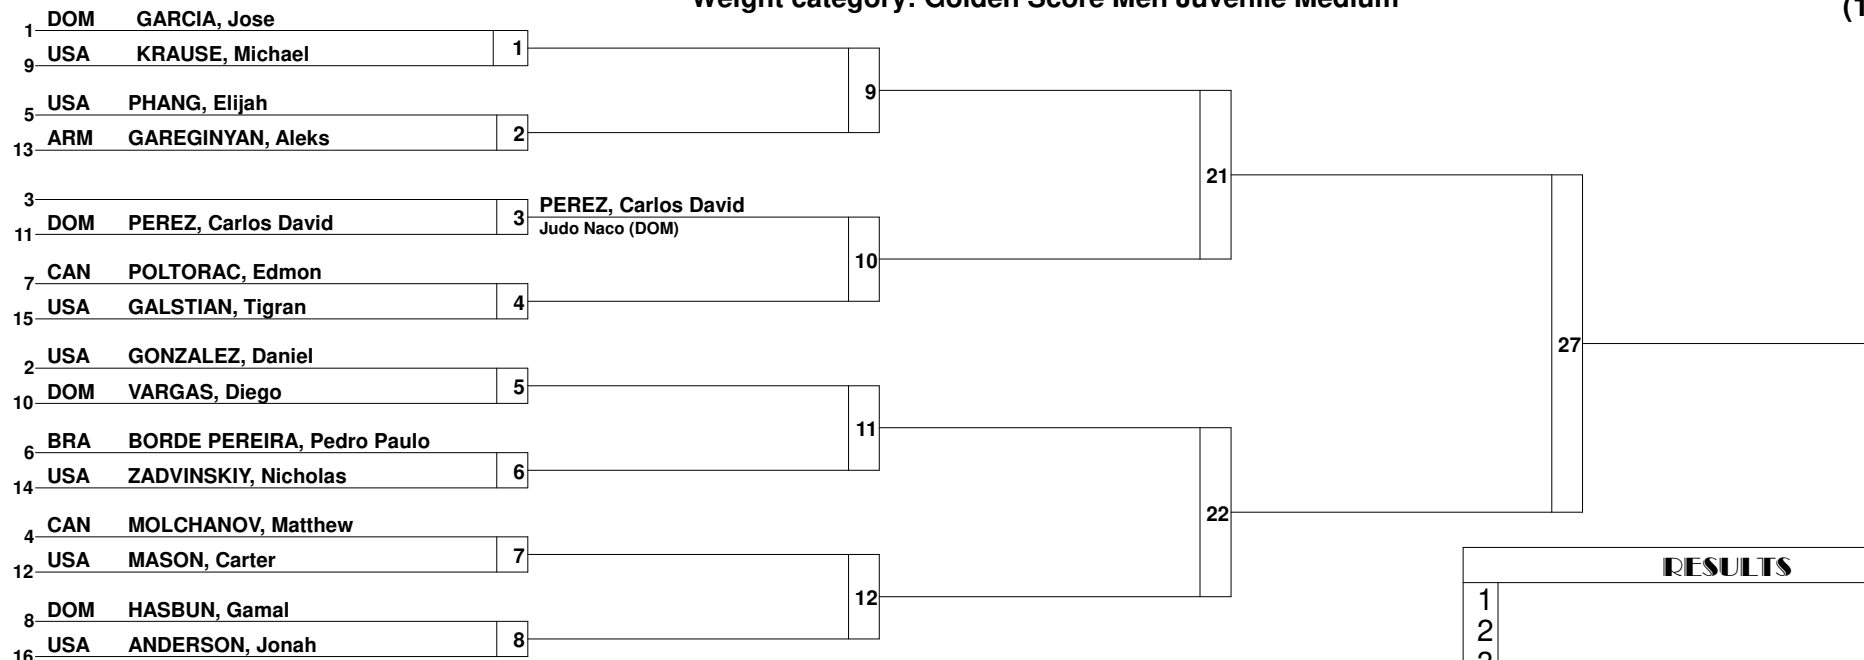 Weight category: Golden Score Men Juvenile Medium
(1
1 DOM GARCIA, Jose
9 USA KRAUSE, Michael
1
5 USA PHANG, Elijah
13 ARM GAREGINYAN, Aleks
2
9
3
11 DOM PEREZ, Carlos David
3
PEREZ, Carlos David
Judo Naco (DOM)
7 CAN POLTORAC, Edmon
15 USA GALSTIAN, Tigran
4
10
21
2 USA GONZALEZ, Daniel
10 DOM VARGAS, Diego
5
6 BRA BORDE PEREIRA, Pedro Paulo
14 USA ZADVINSKIY, Nicholas
6
11
4 CAN MOLCHANOV, Matthew
12 USA MASON, Carter
7
8 DOM HASBUN, Gamal
16 USA ANDERSON, Jonah
8
12
22
27
RESULTS
1
2